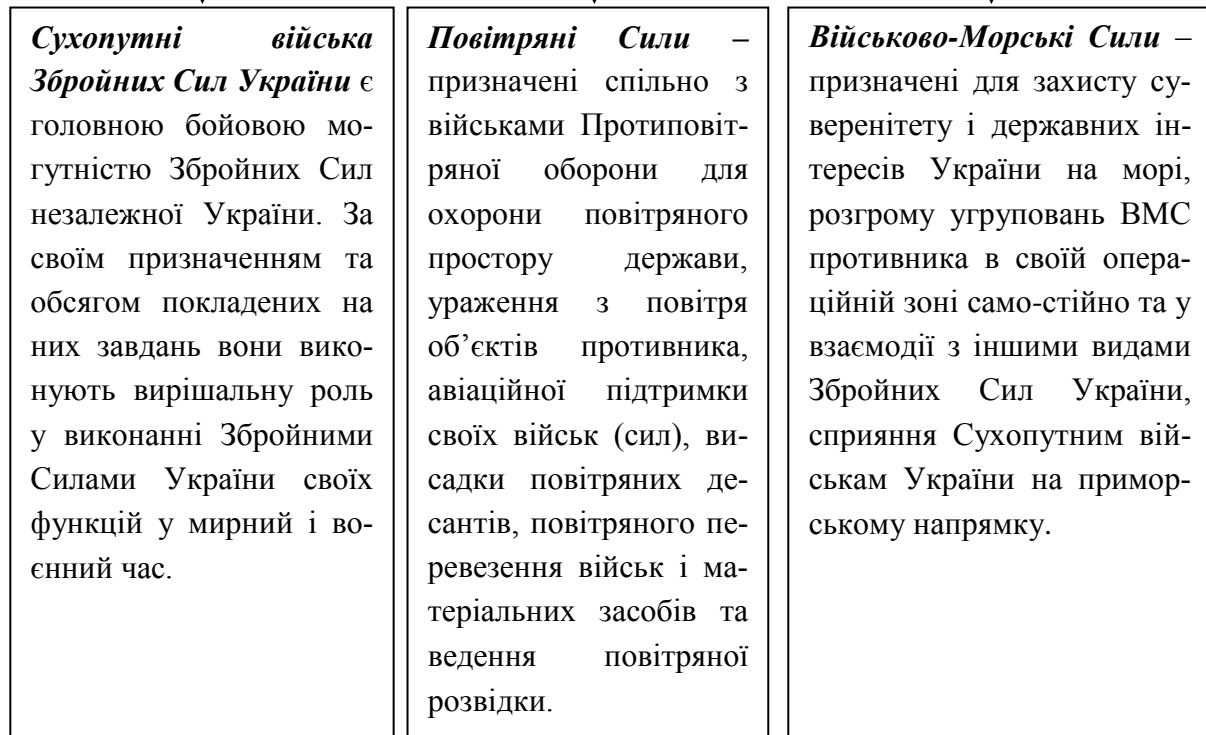 Сухопутні війська
Збройних Сил України є
головною бойовою мо-
гутністю Збройних Сил
незалежної України. За
своїм призначенням та
обсягом покладених на
них завдань вони вико-
нують вирішальну роль
у виконанні Збройними
Силами України своїх
функцій у мирний і во-
єнний час.
Повітряні Сили –
призначені спільно з
військами Протиповіт-
ряної оборони для
охорони повітряного
простору держави,
ураження з повітря
об’єктів противника,
авіаційної підтримки
своїх військ (сил), ви-
садки повітряних де-
сантів, повітряного пе-
ревезення військ і ма-
теріальних засобів та
ведення повітряної
розвідки.
Військово-Морські Сили –
призначені для захисту су-
веренітету і державних ін-
тересів України на морі,
розгрому угруповань ВМС
противника в своїй опера-
ційній зоні само-стійно та у
взаємодії з іншими видами
Збройних Сил України,
сприяння Сухопутним вій-
ськам України на примор-
ському напрямку.